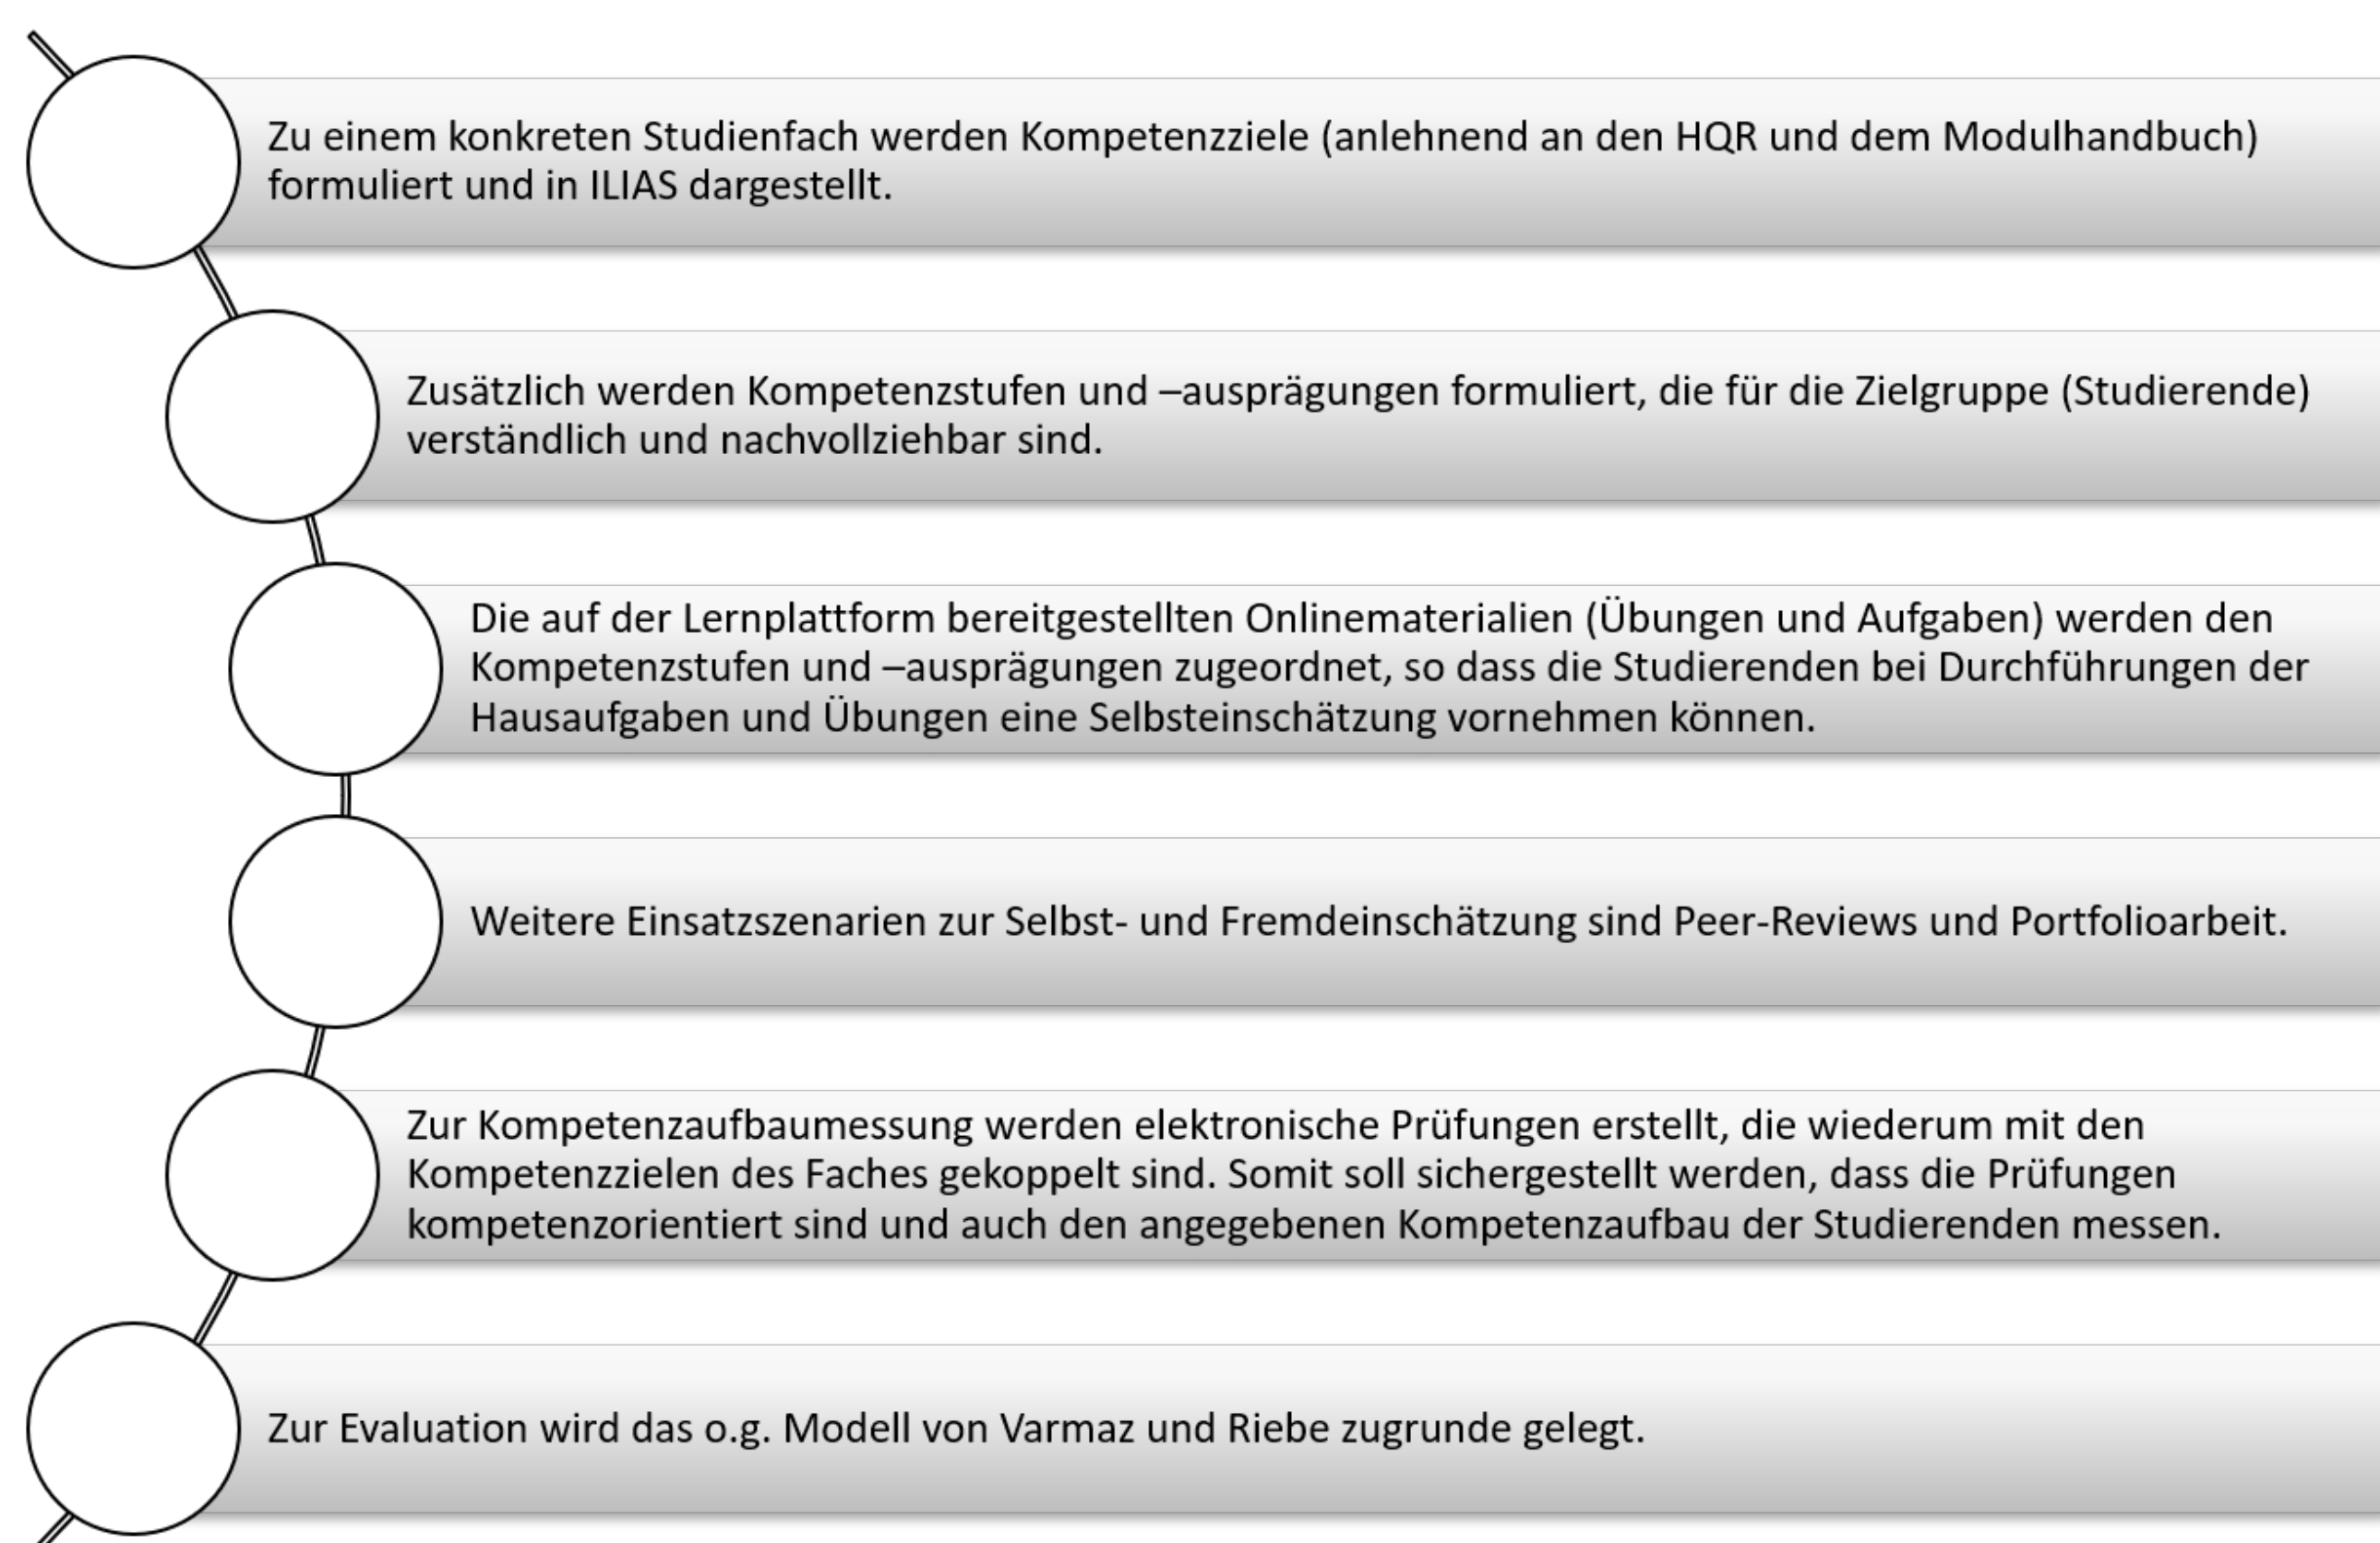 Zu einem konkreten Studienfach werden Kompetenzziele (anlehnend an den HQR und dem Modulhandbuch)
formuliert und in ILIAS dargestellt.
Zusätzlich werden Kompetenzstufen und –ausprägungen formuliert, die für die Zielgruppe (Studierende)
verständlich und nachvollziehbar sind.
Die auf der Lernplattform bereitgestellten Onlinematerialien (Übungen und Aufgaben) werden den
Kompetenzstufen und –ausprägungen zugeordnet, so dass die Studierenden bei Durchführungen der
Hausaufgaben und Übungen eine Selbsteinschätzung vornehmen können.
Weitere Einsatzszenarien zur Selbst- und Fremdeinschätzung sind Peer-Reviews und Portfolioarbeit.
Zur Kompetenzaufbaumessung werden elektronische Prüfungen erstellt, die wiederum mit den
Kompetenzzielen des Faches gekoppelt sind. Somit soll sichergestellt werden, dass die Prüfungen
kompetenzorientiert sind und auch den angegebenen Kompetenzaufbau der Studierenden messen.
Zur Evaluation wird das o.g. Modell von Varmaz und Riebe zugrunde gelegt.